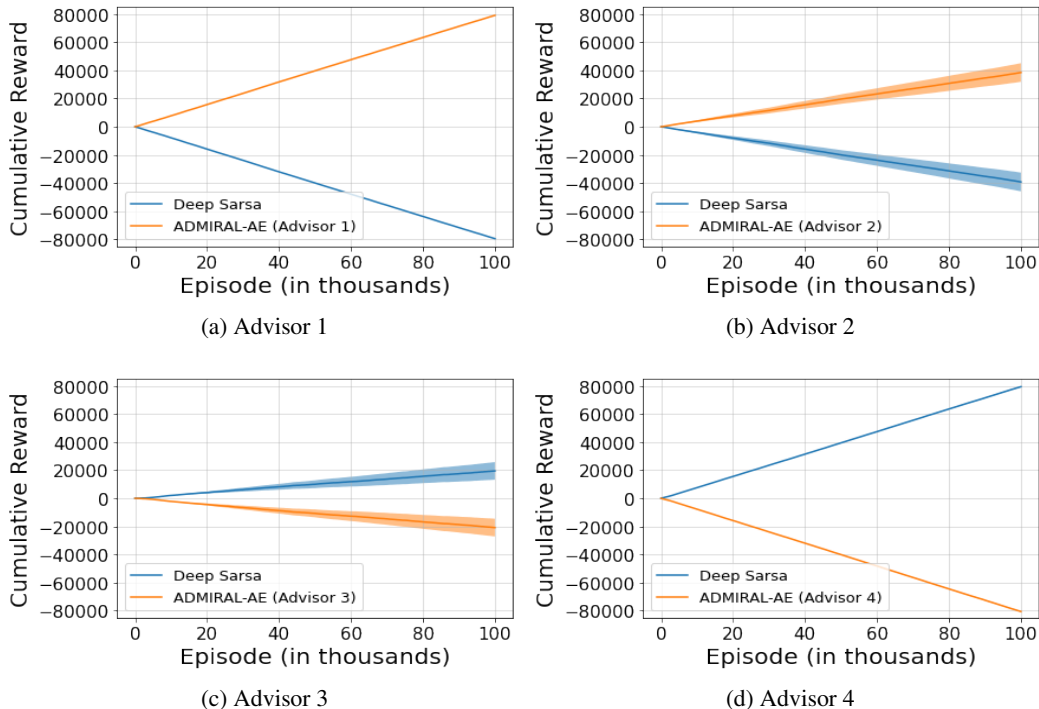 80000
60000
40000
20000
0
−20000
−40000
−60000
−80000
Cumulative Reward
Deep Sarsa
ADMIRAL-AE (Advisor 1)
0 20 40 60 80 100
Episode (in thousands)
(a) Advisor 1
80000
60000
40000
20000
0
−20000
−40000
−60000
−80000
Cumulative Reward
Deep Sarsa
ADMIRAL-AE (Advisor 2)
0 20 40 60 80 100
Episode (in thousands)
(b) Advisor 2
80000
60000
40000
20000
0
−20000
−40000
−60000
−80000
Cumulative Reward
Deep Sarsa
ADMIRAL-AE (Advisor 3)
0 20 40 60 80 100
Episode (in thousands)
(c) Advisor 3
80000
60000
40000
20000
0
−20000
−40000
−60000
−80000
Cumulative Reward
Deep Sarsa
ADMIRAL-AE (Advisor 4)
0 20 40 60 80 100
Episode (in thousands)
(d) Advisor 4